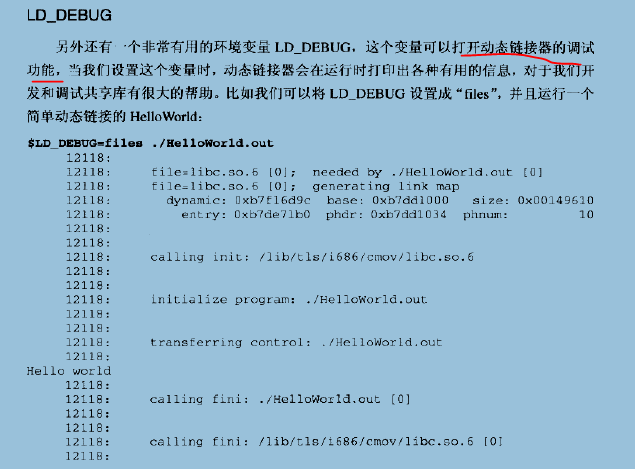 LD_DEBUG
另外还有一个非常有用的环境变量 LD_DEBUG，这个变量可以打开动态链接器的调试
功能，当我们设置这个变量时，动态链接器会在运行时打印出各种有用的信息，对于我们开
发和调试共享库有很大的帮助。比如我们可以将 LD_DEBUG 设置成“files”，并且运行一个
简单动态链接的 HelloWorld：
$LD_DEBUG=files ./HelloWorld.out
12118:
12118: file=libc.so.6 [0]; needed by ./HelloWorld.out [0]
12118: file=libc.so.6 [0]; generating link map
12118: dynamic: 0xb7f16d9c base: 0xb7dd1000 size: 0x00149610
12118: entry: 0xb7de71b0 phdr: 0xb7dd1034 phnum: 10
12118:
12118:
12118: calling init: /lib/tls/i686/cmov/libc.so.6
12118:
12118:
12118: initialize program: ./HelloWorld.out
12118:
12118:
12118: transferring control: ./HelloWorld.out
12118:
Hello world
12118:
12118: calling fini: ./HelloWorld.out [0]
12118:
12118:
12118: calling fini: /lib/tls/i686/cmov/libc.so.6 [0]
12118: